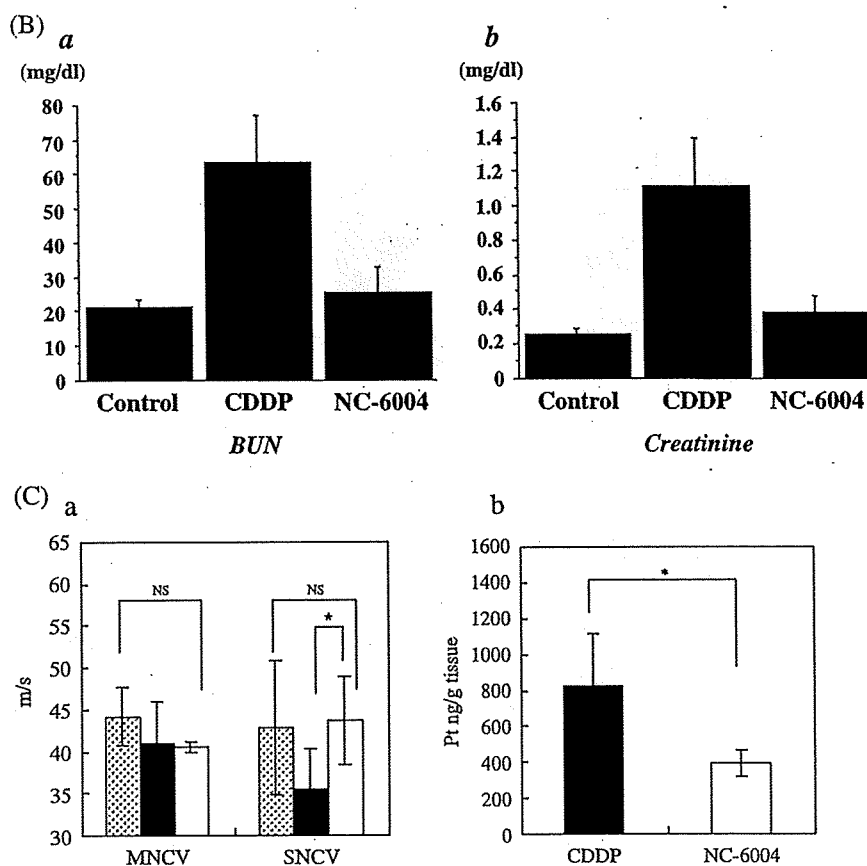 (B)
a
(mg/dl)
80
70
60
50
40
30
20
10
0
Control CDDP NC-6004
BUN
b
(mg/dl)
1.6
1.4
1.2
1.0
0.8
0.6
0.4
0.2
0
Control CDDP NC-6004
Creatinine
(C)
a
65
60
55
50
45
40
35
30
m/s
NS
NS
*
MNCV SNCV
b
1600
1400
1200
1000
800
600
400
200
0
Pt ng/g tissue
*
CDDP NC-6004